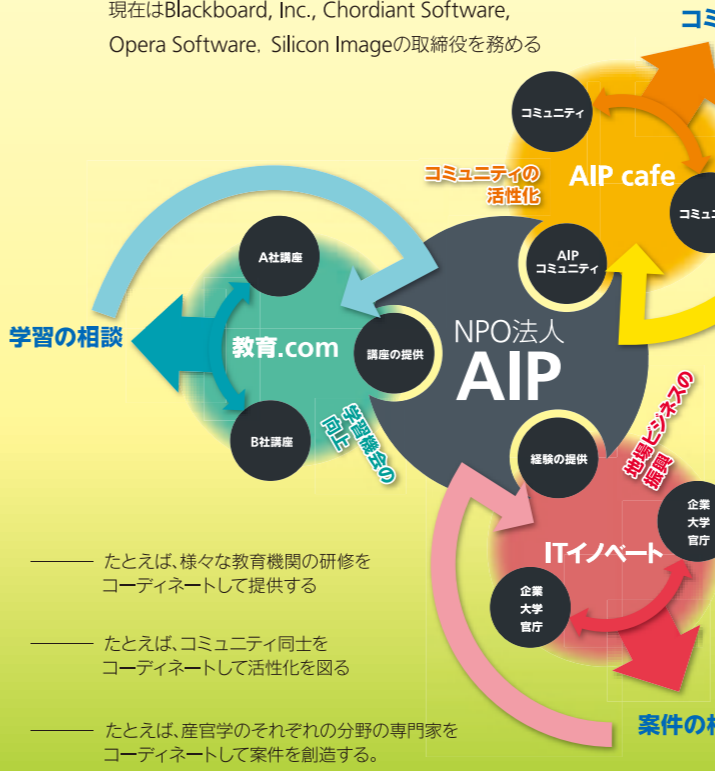 現在はBlackboard, Inc., Chordiant Software,
Opera Software, Silicon Imageの取締役を務める
コミ
コミュニティ
コミュニティの
活性化
AIP cafe
コミュニ
AIP
コミュニティ
A社講座
学習の相談
教育.com
講座の提供
NPO法人
AIP
B社講座
学習機会の
向上
地場ビジネスの
振興
経験の提供
企業
大学
官庁
ITイノベート
企業
大学
官庁
案件の相
たとえば、様々な教育機関の研修を
コーディネートして提供する
たとえば、コミュニティ同士を
コーディネートして活性化を図る
たとえば、産官学のそれぞれの分野の専門家を
コーディネートして案件を創造する。